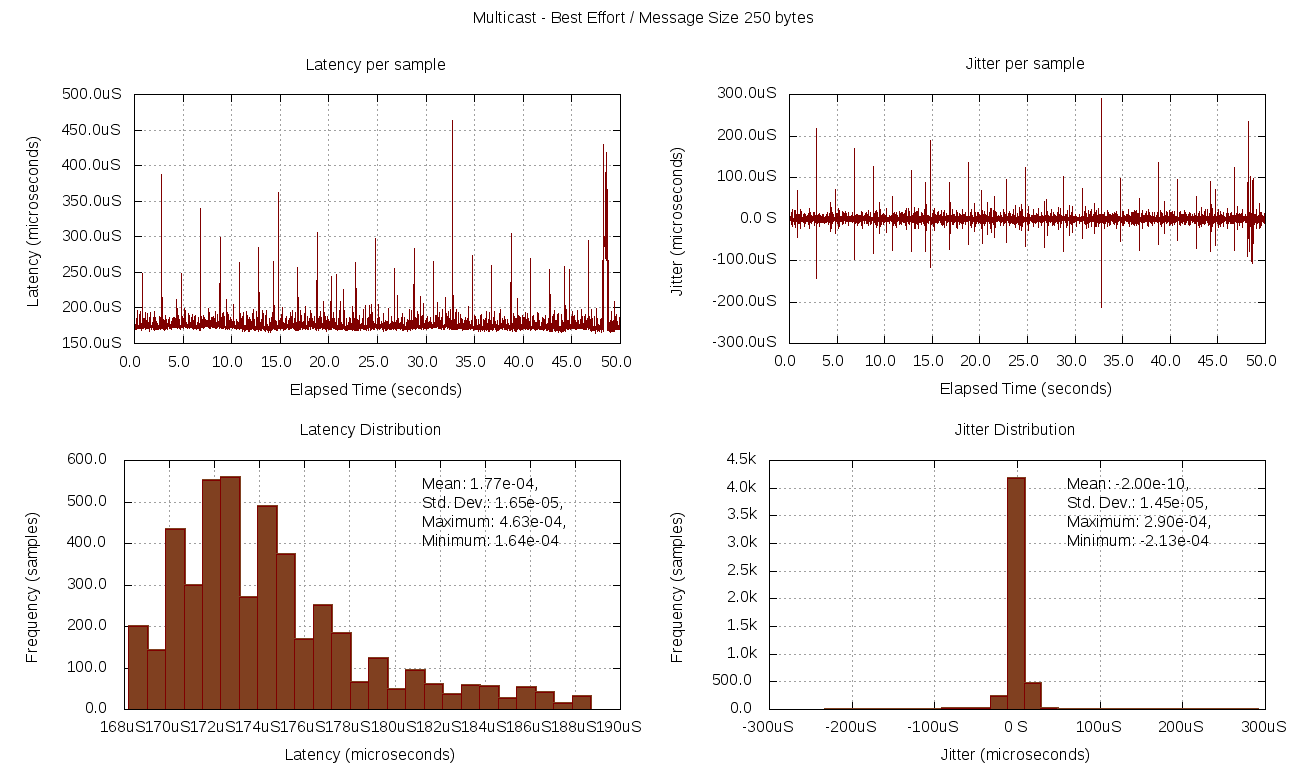 Multicast - Best Effort / Message Size 250 bytes
Latency per sample
500.0uS
450.0uS
400.0uS
350.0uS
300.0uS
250.0uS
200.0uS
150.0uS
Latency (microseconds)
0.0 5.0 10.0 15.0 20.0 25.0 30.0 35.0 40.0 45.0 50.0
Elapsed Time (seconds)
Jitter per sample
300.0uS
200.0uS
100.0uS
0.0 S
-100.0uS
-200.0uS
-300.0uS
Jitter (microseconds)
0.0 5.0 10.0 15.0 20.0 25.0 30.0 35.0 40.0 45.0 50.0
Elapsed Time (seconds)
Latency Distribution
600.0
500.0
400.0
300.0
200.0
100.0
0.0
Frequency (samples)
Mean: 1.77e-04,
Std. Dev.: 1.65e-05,
Maximum: 4.63e-04,
Minimum: 1.64e-04
168uS 170uS 172uS 174uS 176uS 178uS 180uS 182uS 184uS 186uS 188uS 190uS
Latency (microseconds)
Jitter Distribution
4.5k
4.0k
3.5k
3.0k
2.5k
2.0k
1.5k
1.0k
500.0
0.0
Frequency (samples)
Mean: -2.00e-10,
Std. Dev.: 1.45e-05,
Maximum: 2.90e-04,
Minimum: -2.13e-04
-300uS -200uS -100uS 0 S 100uS 200uS 300uS
Jitter (microseconds)